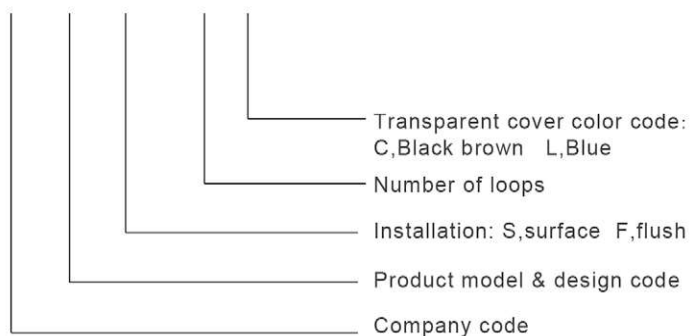 Transparent cover color code:
C,Black brown L,Blue
Number of loops
Installation: S,surface F,flush
Product model & design code
Company code